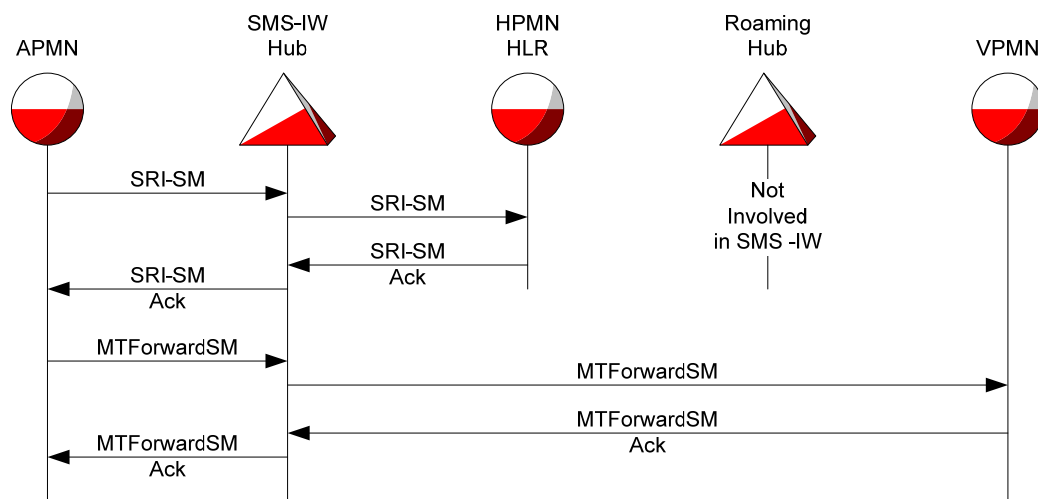 APMN
SMS-IW
Hub
HPMN
HLR
Roaming
Hub
VPMN
SRI-SM
SRI-SM
Not
Involved
in SMS -IW
SRI-SM
Ack
SRI-SM
Ack
MTForwardSM
MTForwardSM
MTForwardSM
Ack
MTForwardSM
Ack